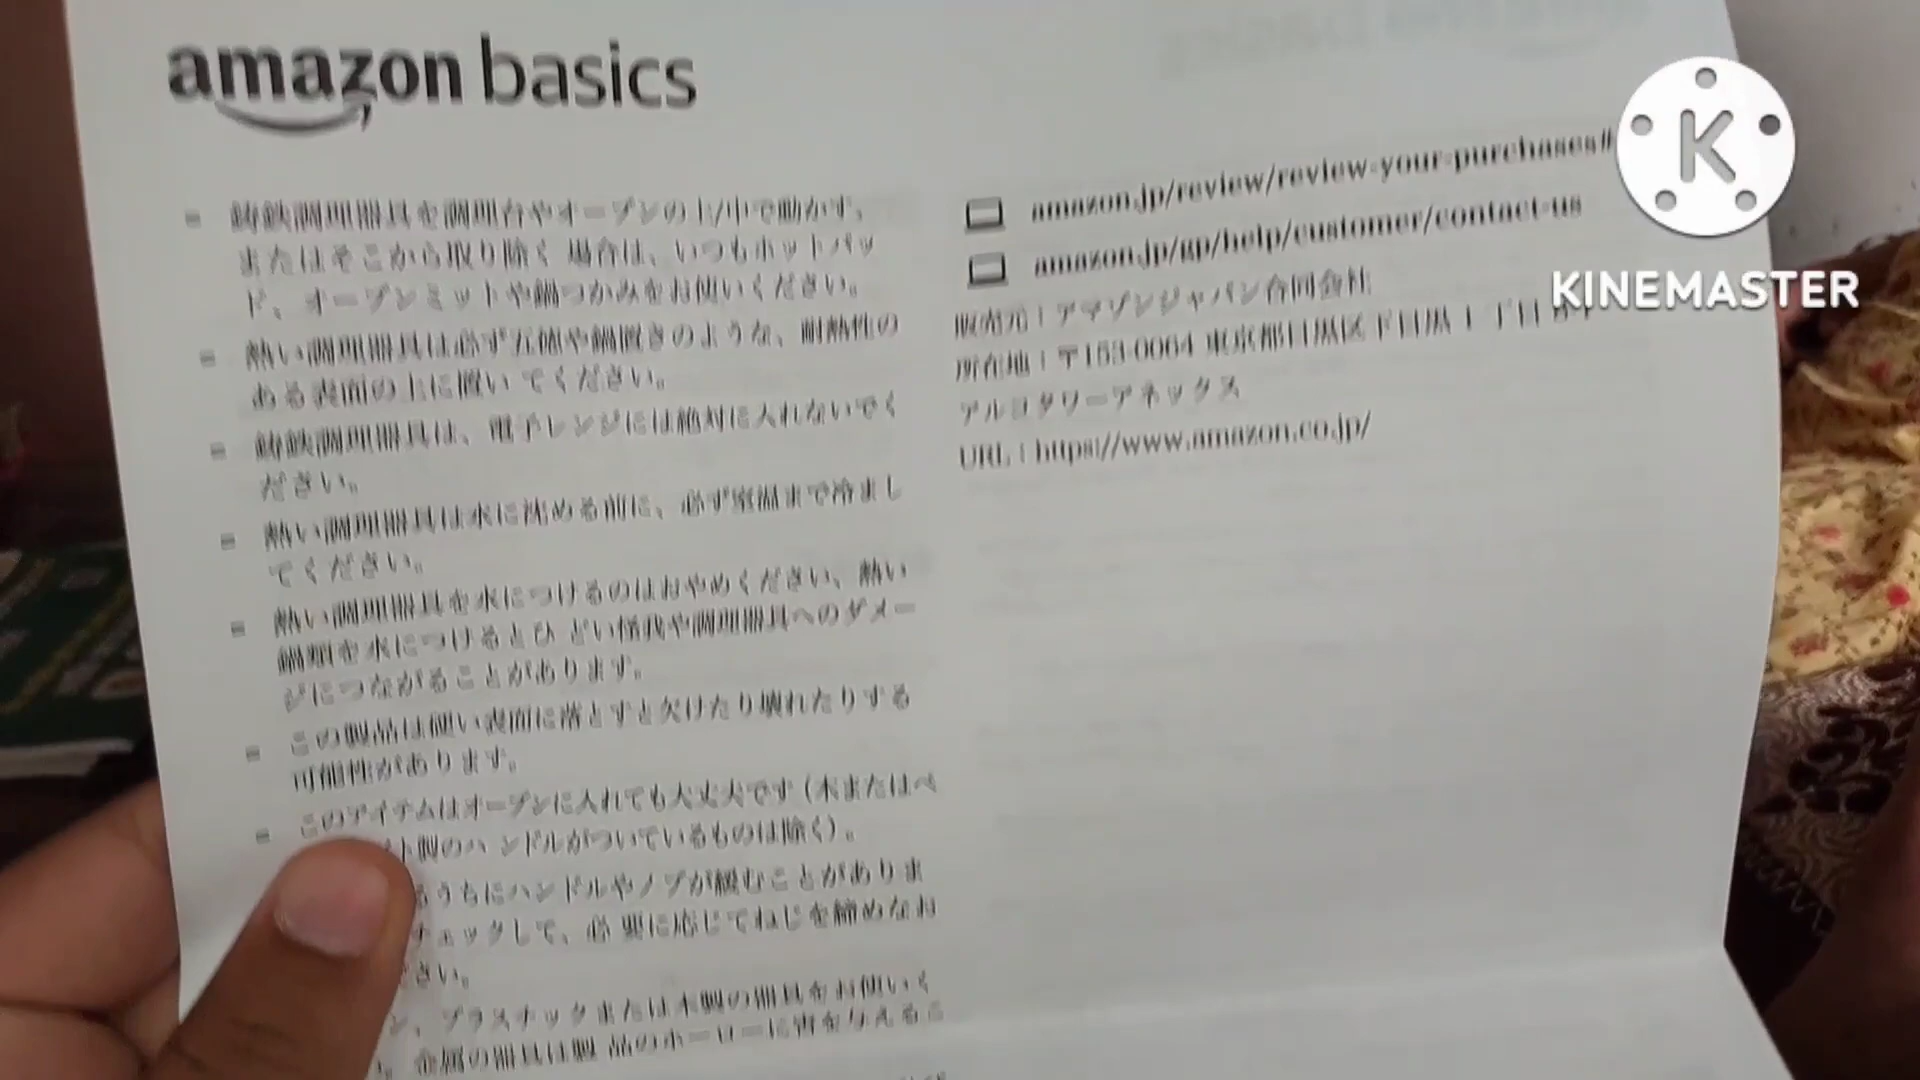 amazon basics
- 鋳鉄調理器具を調理台やオーブンの上/中で動かす、
またはそこから取り除く 場合は、いつもホットパッ
ド、オーブンミットや鍋つかみをお使いください。
- 熱い調理器具は必ず五徳や鍋置きのような、耐熱性の
ある表面の上に置い てください。
- 鋳鉄調理器具は、電子レンジには絶対に入れないでく
ださい。
- 熱い調理器具は水に沈める前に、必ず室温まで冷まし
てください。
- 熱い調理器具を水につけるのはおやめください、熱い
鍋類を水につけるとひ どい怪我や調理器具へのダメー
ジにつながることがあります。
- この製品は硬い表面に落とすと欠けたり壊れたりする
可能性があります。
- このアイテムはオーブンに入れても大丈夫です（木またはベ
ト製のハ ンドルがついているものは除く）。
るうちにハンドルやノブが緩むことがありま
チェックして、必 要に応じてねじを締めなお
ださい。
ン、プラスチックまたは木製の器具をお使いく
い。金属の器具は製 品のホーローに害を与えるこ
amazon.jp/review/review-your-purchases#
amazon.jp/gp/help/customer/contact-us
販売元：アマゾンジャパン合同会社
所在地：〒153-0064 東京都目黒区下目黒 1 丁目
アルコタワーアネックス
URL：https://www.amazon.co.jp/
K
KINEMASTER